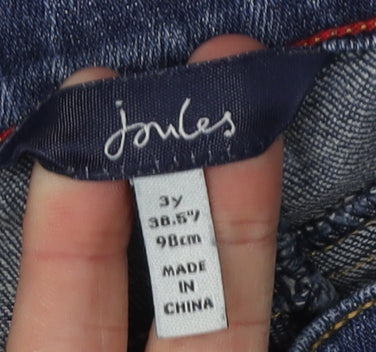 Joules
3y
38.5"/
98cm
MADE
IN
CHINA